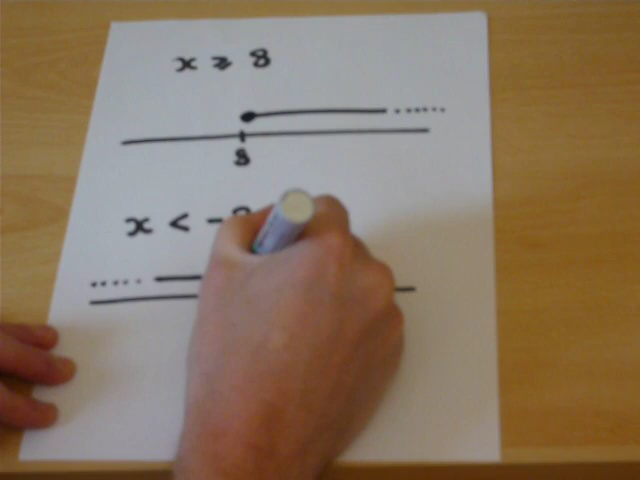 x ≥ 8
8
x < -